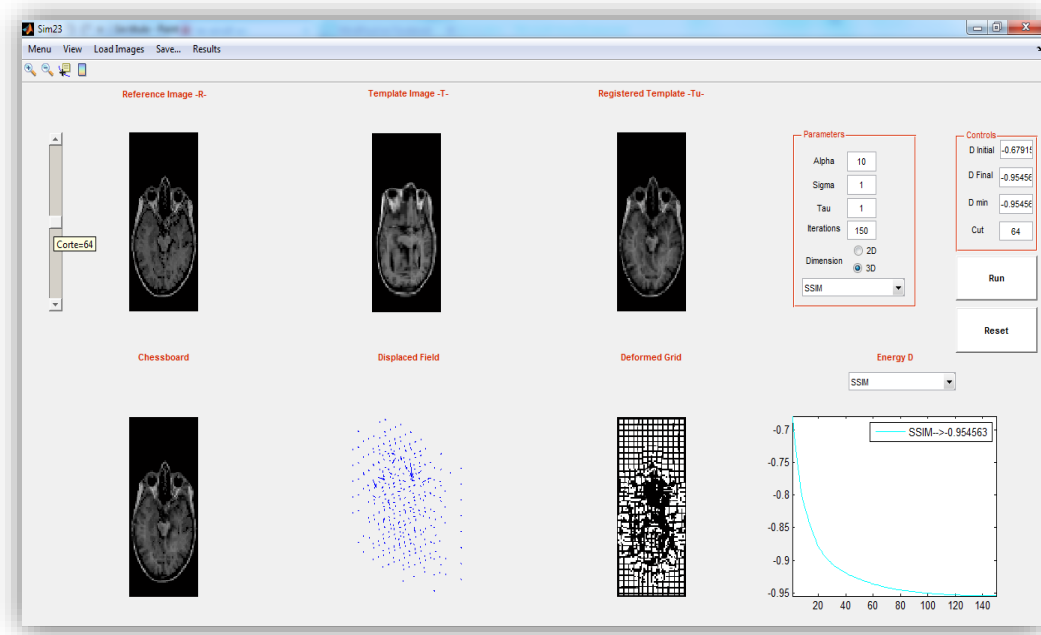 Sim23
Menu View Load Images Save... Results
Reference Image -R-
Template Image -T-
Registered Template -Tu-
Corte=64
Parameters
Alpha 10
Sigma 1
Tau 1
Iterations 150
Dimension
2D
3D
SSIM
Controls
D Initial -0.67915
D Final -0.95456
D min -0.95456
Cut 64
Run
Reset
Chessboard
Displaced Field
Deformed Grid
Energy D
SSIM
SSIM-->-0.954563
-0.7
-0.75
-0.8
-0.85
-0.9
-0.95
20 40 60 80 100 120 140